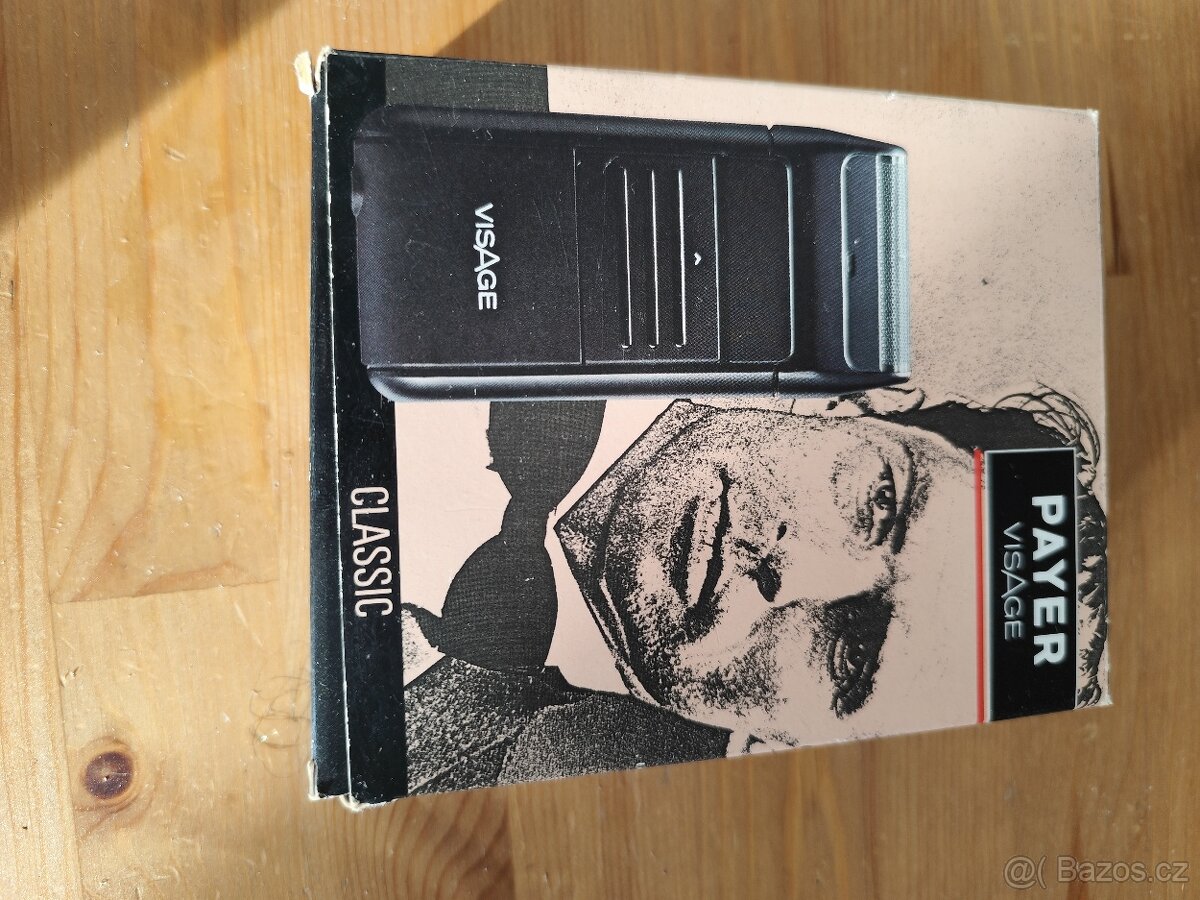 PAYER
VISAGE
VISAGE
CLASSIC
@( Bazos.cz